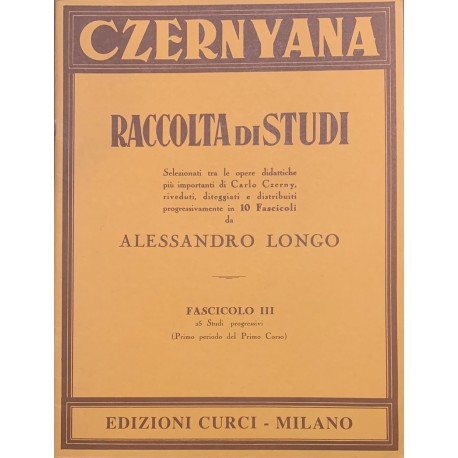 CZERNYANA
RACCOLTA DI STUDI
Selezionati tra le opere didattiche
più importanti di Carlo Czerny,
riveduti, diteggiati e distribuiti
progressivamente in 10 Fascicoli
da
ALESSANDRO LONGO
FASCICOLO III
25 Studi progressivi
(Primo periodo del Primo Corso)
EDIZIONI CURCI - MILANO